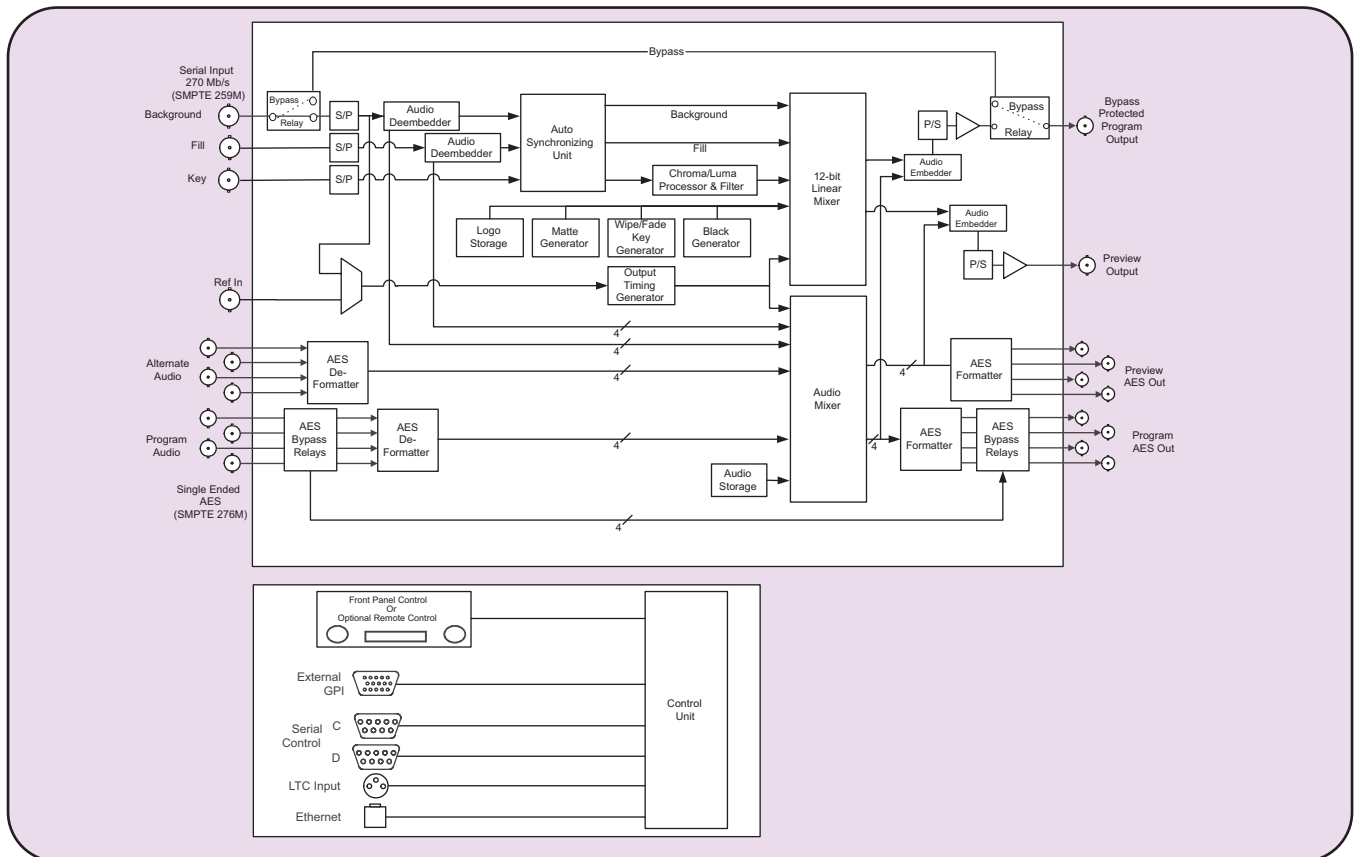 Bypass
Serial Input
270 Mb/s
(SMPTE 259M)
Background
Bypass
Relay
S/P
Audio
Deembedder
Fill
S/P
Audio
Deembedder
Key
S/P
Auto
Synchronizing
Unit
Background
Fill
Chroma/Luma
Processor & Filter
12-bit
Linear
Mixer
P/S
Bypass
Relay
Bypass
Protected
Program
Output
Audio
Embedder
Logo
Storage
Matte
Generator
Wipe/Fade
Key
Generator
Black
Generator
Audio
Embedder
P/S
Preview
Output
Ref In
Output
Timing
Generator
4
4
Alternate
Audio
AES
De-
Formatter
4
Audio
Mixer
4
AES
Formatter
Preview
AES Out
Program
Audio
AES
Bypass
Relays
AES
De-
Formatter
4
4
AES
Formatter
AES
Bypass
Relays
Program
AES Out
Audio
Storage
Single Ended
AES
(SMPTE 276M)
4
Front Panel Control
Or
Optional Remote Control
External
GPI
Serial
Control
C
D
LTC Input
Ethernet
Control
Unit